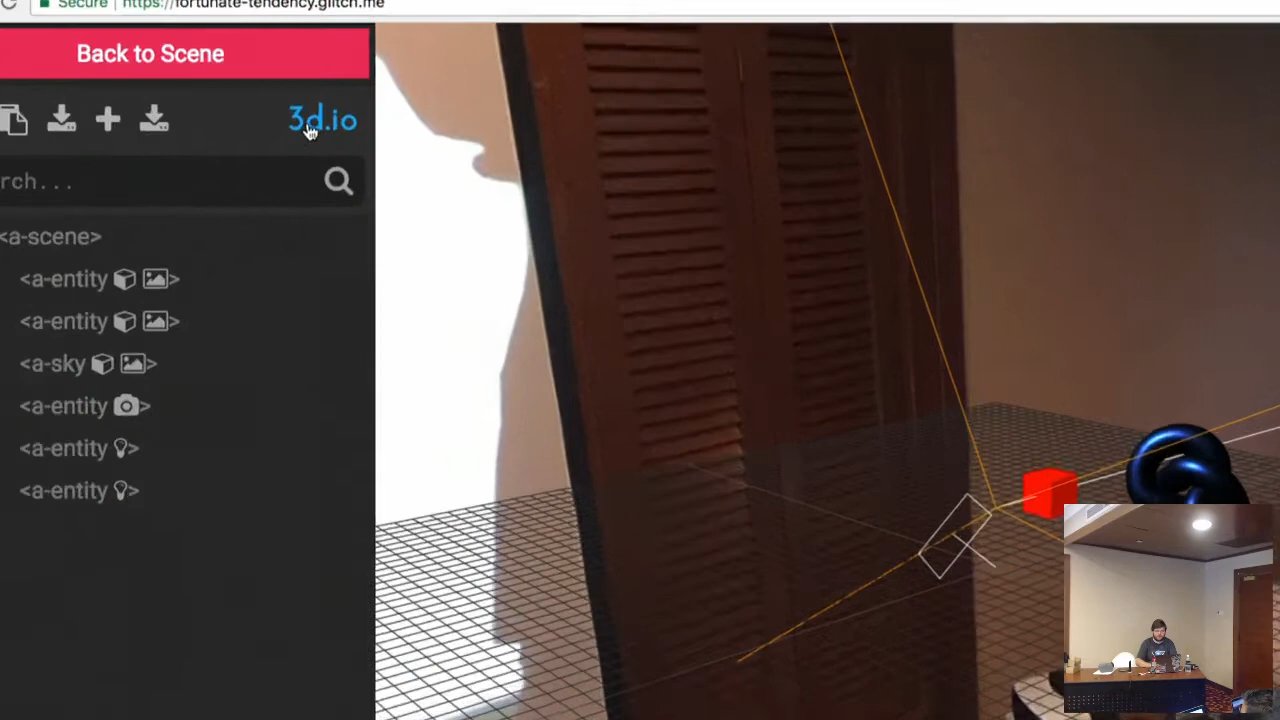 Secure | https://fortunate-tendency.glitch.me
Back to Scene
3d.io
rch...
<a-scene>
<a-entity >
<a-entity >
<a-sky >
<a-entity >
<a-entity >
<a-entity >